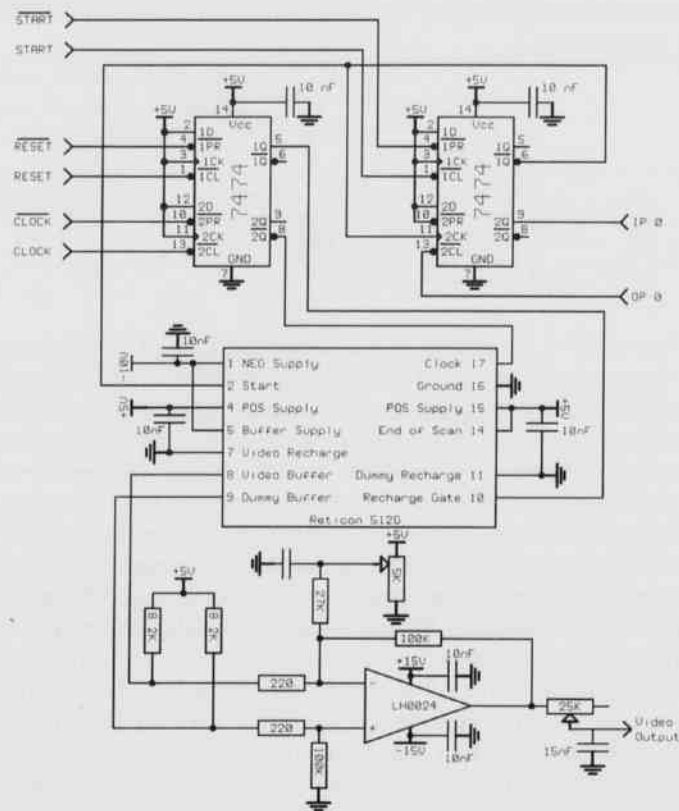 START
START
+5V
10 nF
+5V
10 nF
+5V
14
Vcc
+5V
14
Vcc
2 1D
1Q 5
4 1PR
1Q 6
3 1CK
1 1CL
7474
12 2D
2Q 9
10 2PR
2Q 8
11 2CK
13 2CL
GND
7
2 1D
1Q 5
4 1PR
1Q 6
3 1CK
1 1CL
7474
12 2D
2Q 9
10 2PR
2Q 8
11 2CK
13 2CL
GND
7
RESET
RESET
CLOCK
CLOCK
IP 0
OP 0
10nF
-10V
1 NEG Supply
Clock 17
2 Start
Ground 16
+5V
4 POS Supply
POS Supply 15
+5V
5 Buffer Supply
End of Scan 14
10nF
10nF
7 Video Recharge
8 Video Buffer
Dummy Recharge 11
9 Dummy Buffer
Recharge Gate 10
Reticon 512G
+5V
5K
+5V
27K
8 2K
8 2K
100K
+15V
10nF
220
-
LH0024
25K
220
+
Video
Output
-15V
10nF
15nF
100K